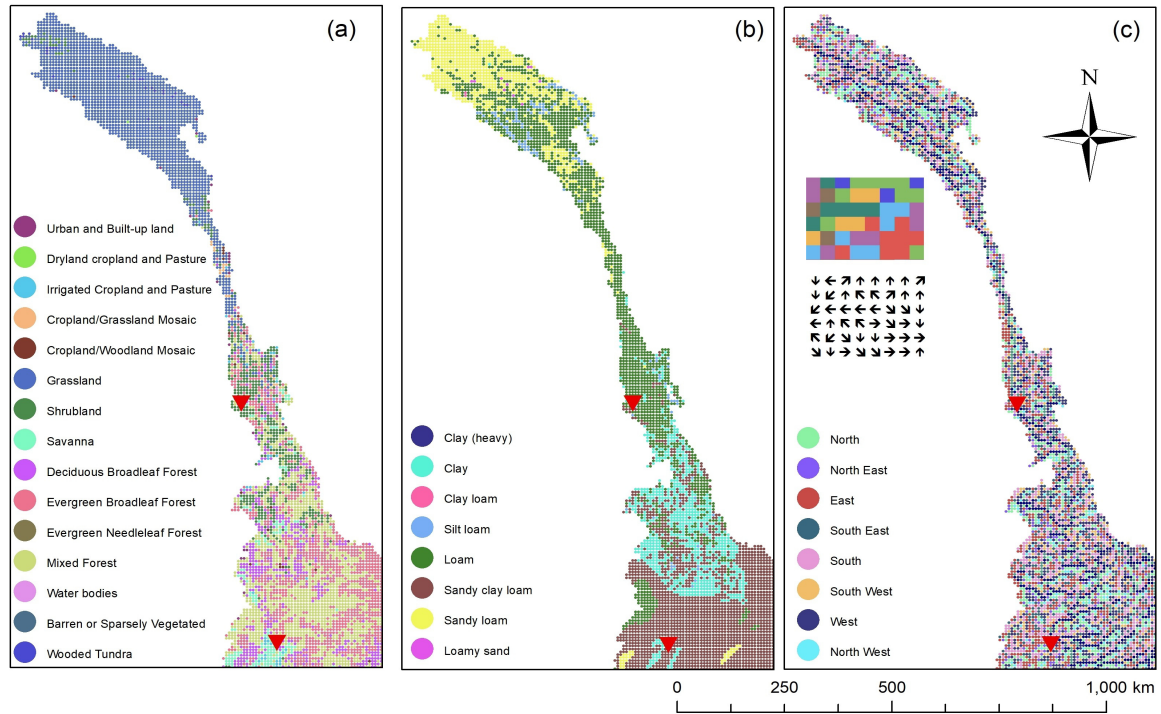 (a)
Urban and Built-up land
Dryland cropland and Pasture
Irrigated Cropland and Pasture
Cropland/Grassland Mosaic
Cropland/Woodland Mosaic
Grassland
Shrubland
Savanna
Deciduous Broadleaf Forest
Evergreen Broadleaf Forest
Evergreen Needleleaf Forest
Mixed Forest
Water bodies
Barren or Sparsely Vegetated
Wooded Tundra
(b)
Clay (heavy)
Clay
Clay loam
Silt loam
Loam
Sandy clay loam
Sandy loam
Loamy sand
(c)
N
North
North East
East
South East
South
South West
West
North West
0 250 500 1,000 km